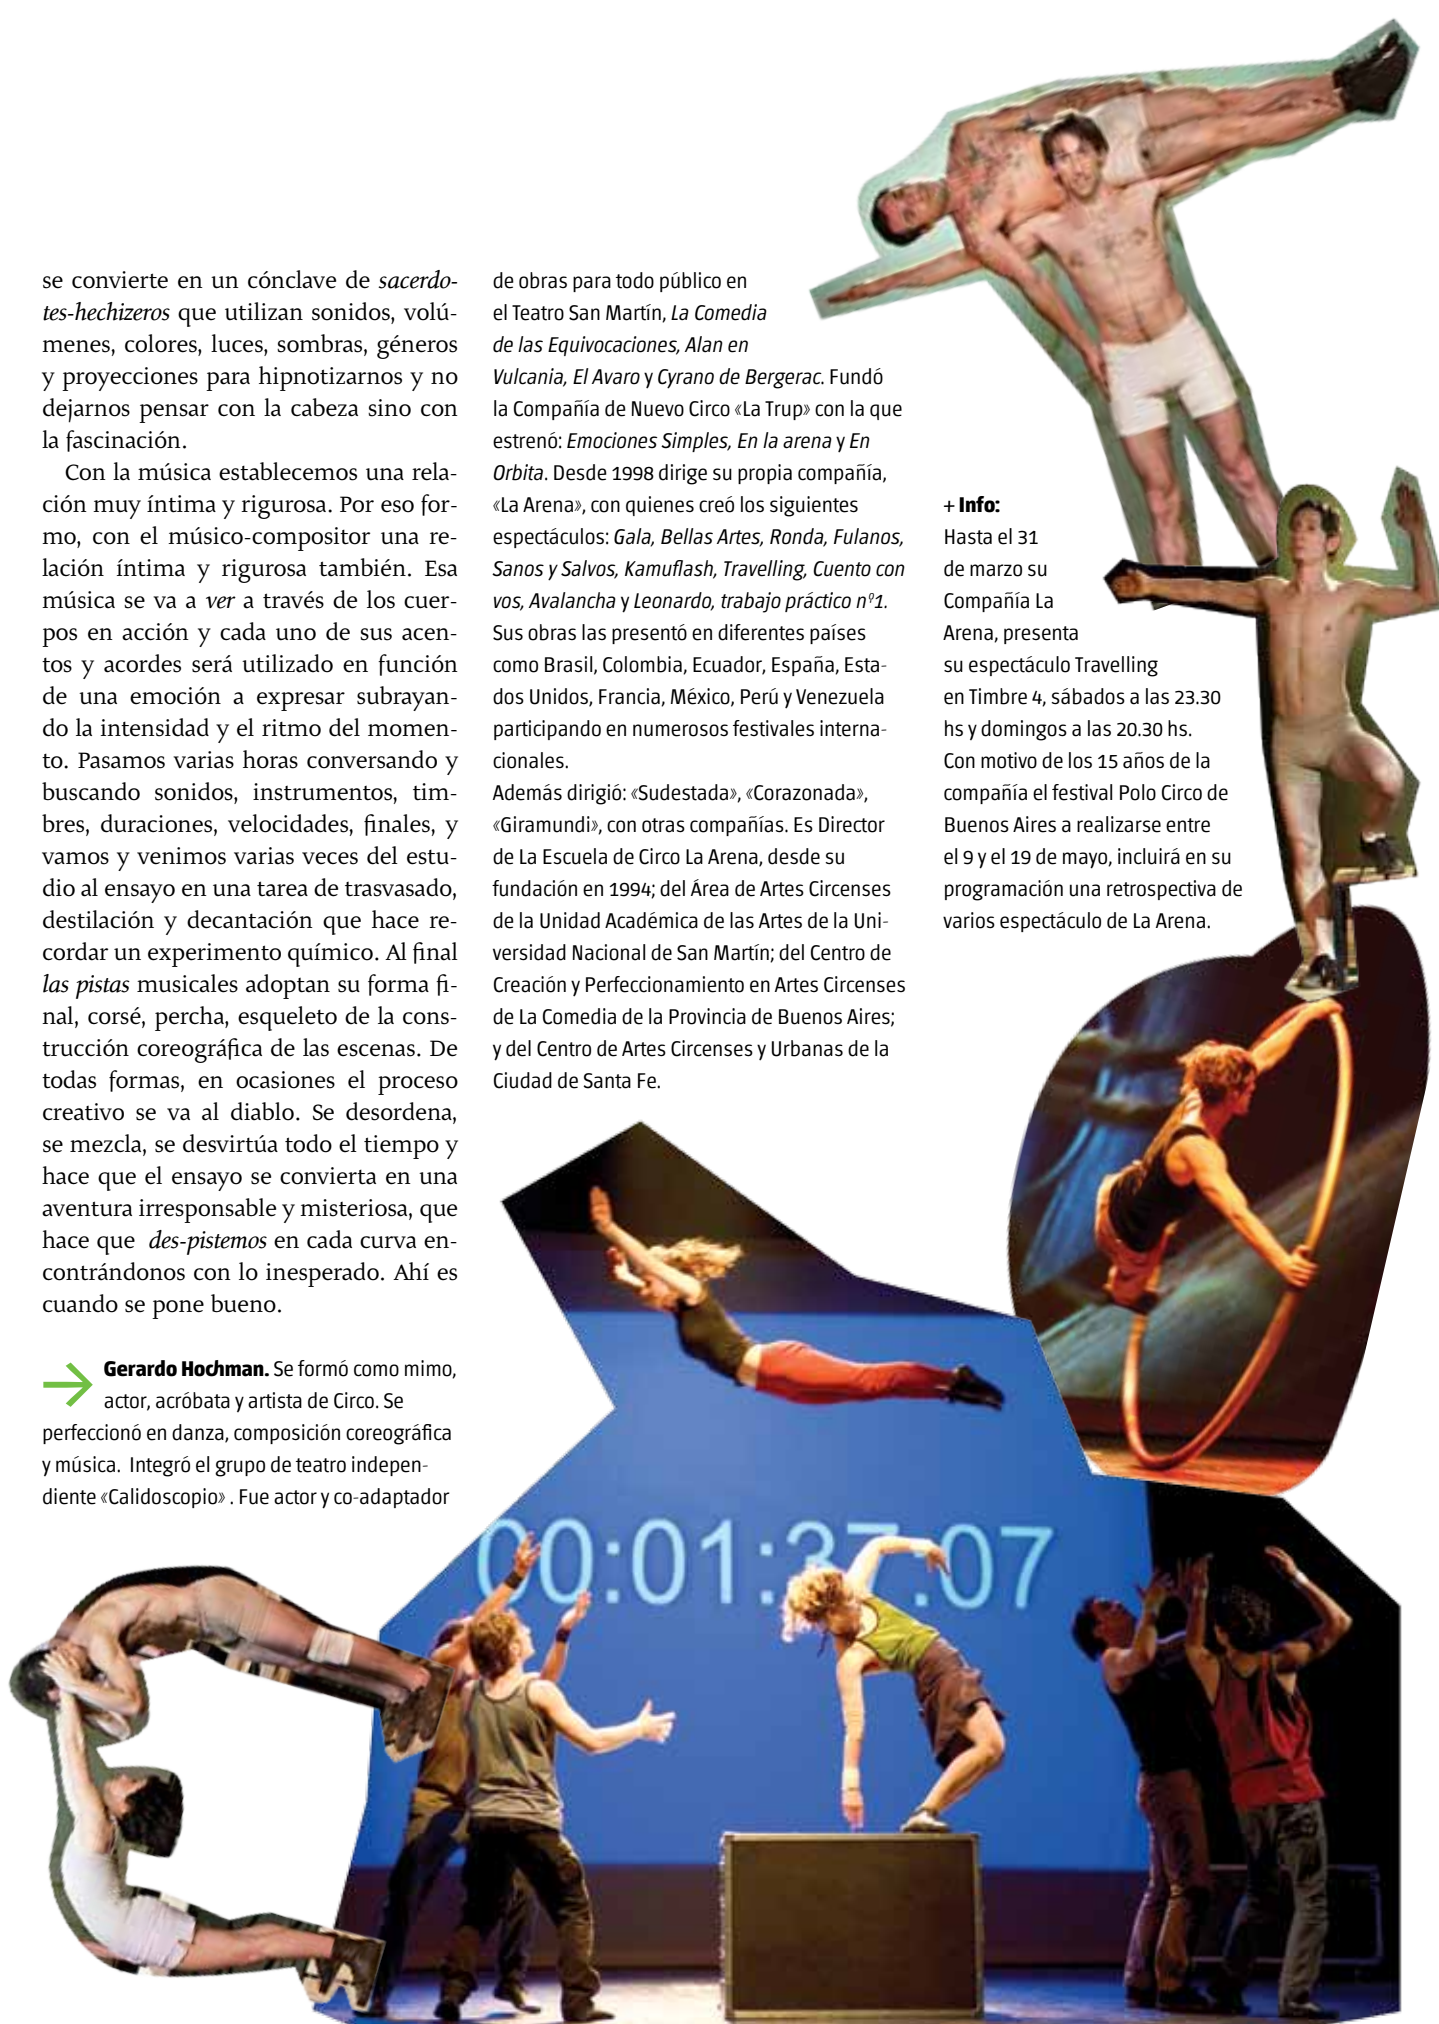 se convierte en un cónclave de sacerdo-
tes-hechizeros que utilizan sonidos, volú-
menes, colores, luces, sombras, géneros
y proyecciones para hipnotizarnos y no
dejarnos pensar con la cabeza sino con
la fascinación.
Con la música establecemos una rela-
ción muy íntima y rigurosa. Por eso for-
mo, con el músico-compositor una re-
lación íntima y rigurosa también. Esa
música se va a ver a través de los cuer-
pos en acción y cada uno de sus acen-
tos y acordes será utilizado en función
de una emoción a expresar subrayan-
do la intensidad y el ritmo del momen-
to. Pasamos varias horas conversando y
buscando sonidos, instrumentos, tim-
bres, duraciones, velocidades, finales, y
vamos y venimos varias veces del estu-
dio al ensayo en una tarea de trasvasado,
destilación y decantación que hace re-
cordar un experimento químico. Al final
las pistas musicales adoptan su forma fi-
nal, corsé, percha, esqueleto de la cons-
trucción coreográfica de las escenas. De
todas formas, en ocasiones el proceso
creativo se va al diablo. Se desordena,
se mezcla, se desvirtúa todo el tiempo y
hace que el ensayo se convierta en una
aventura irresponsable y misteriosa, que
hace que des-pistemos en cada curva en-
contrándonos con lo inesperado. Ahí es
cuando se pone bueno.
Gerardo Hochman. Se formó como mimo,
actor, acróbata y artista de Circo. Se
perfeccionó en danza, composición coreográfica
y música. Integró el grupo de teatro indepen-
diente «Calidoscopio» . Fue actor y co-adaptador
de obras para todo público en
el Teatro San Martín, La Comedia
de las Equivocaciones, Alan en
Vulcania, El Avaro y Cyrano de Bergerac. Fundó
la Compañía de Nuevo Circo «La Trup» con la que
estrenó: Emociones Simples, En la arena y En
Orbita. Desde 1998 dirige su propia compañía,
«La Arena», con quienes creó los siguientes
espectáculos: Gala, Bellas Artes, Ronda, Fulanos,
Sanos y Salvos, Kamuflash, Travelling, Cuento con
vos, Avalancha y Leonardo, trabajo práctico nº1.
Sus obras las presentó en diferentes países
como Brasil, Colombia, Ecuador, España, Esta-
dos Unidos, Francia, México, Perú y Venezuela
participando en numerosos festivales interna-
cionales.
Además dirigió: «Sudestada», «Corazonada»,
«Giramundi», con otras compañías. Es Director
de La Escuela de Circo La Arena, desde su
fundación en 1994; del Área de Artes Circenses
de la Unidad Académica de las Artes de la Uni-
versidad Nacional de San Martín; del Centro de
Creación y Perfeccionamiento en Artes Circenses
de La Comedia de la Provincia de Buenos Aires;
y del Centro de Artes Circenses y Urbanas de la
Ciudad de Santa Fe.
+ Info:
Hasta el 31
de marzo su
Compañía La
Arena, presenta
su espectáculo Travelling
en Timbre 4, sábados a las 23.30
hs y domingos a las 20.30 hs.
Con motivo de los 15 años de la
compañía el festival Polo Circo de
Buenos Aires a realizarse entre
el 9 y el 19 de mayo, incluirá en su
programación una retrospectiva de
varios espectáculo de La Arena.
00:01:37:07